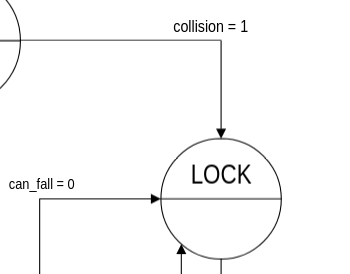 collision = 1
LOCK
can_fall = 0